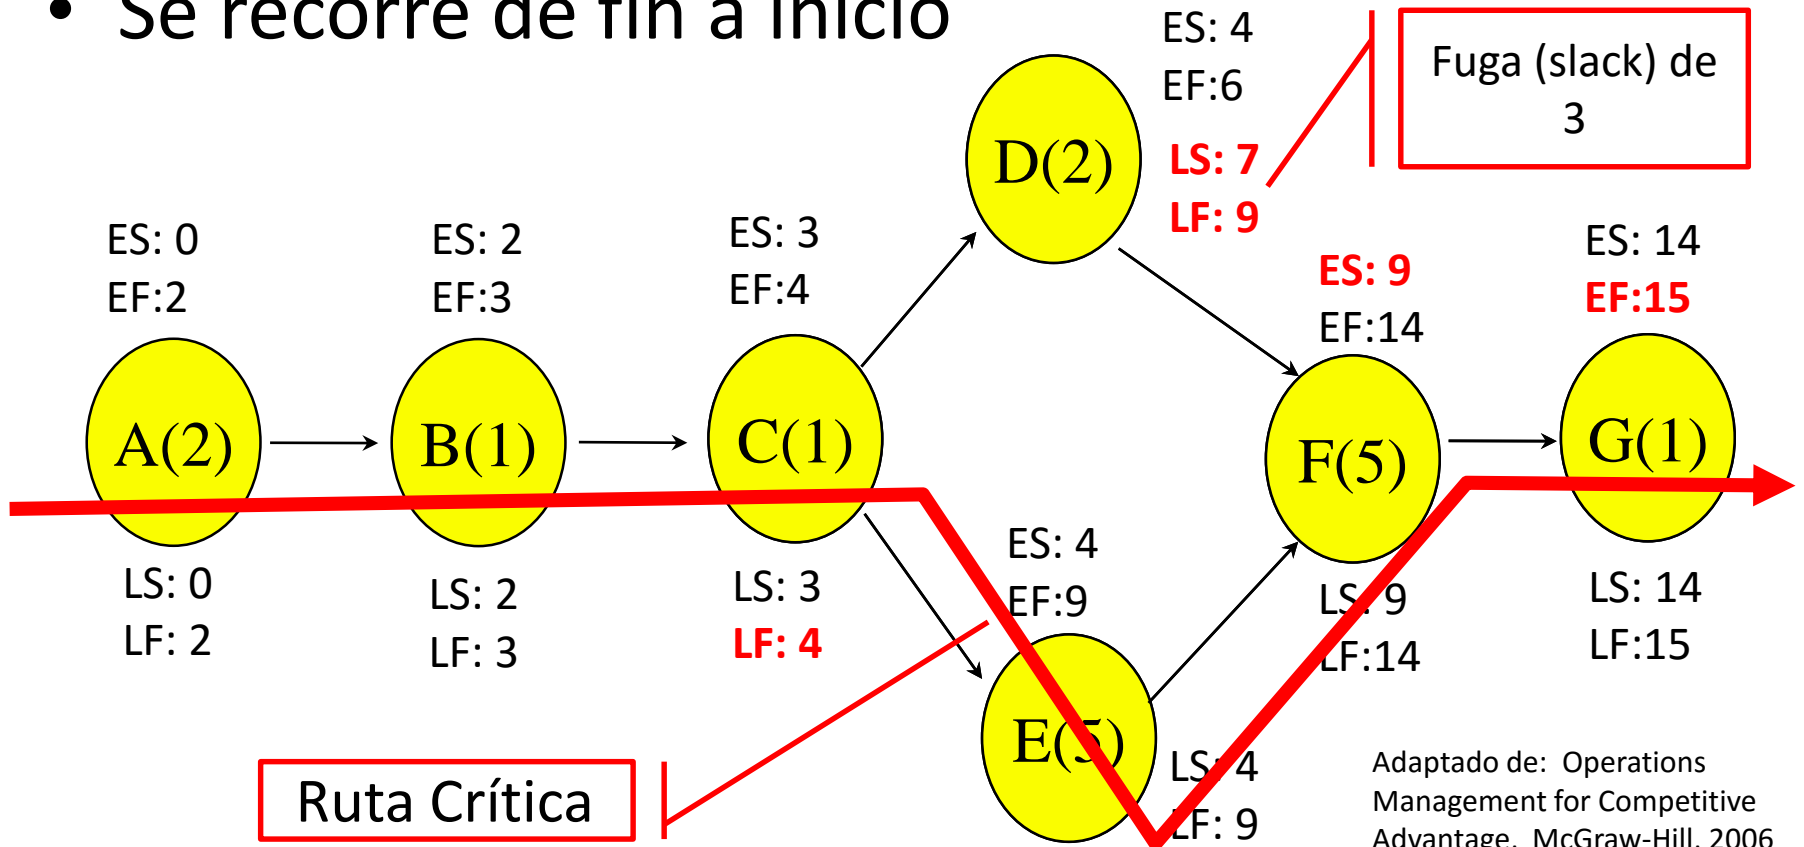 • Se recorre de fin a inicio
ES: 4
EF:6
LS: 7
LF: 9
Fuga (slack) de
3
D(2)
ES: 0
EF:2
ES: 2
EF:3
ES: 3
EF:4
ES: 9
EF:14
ES: 14
EF:15
A(2)
B(1)
C(1)
F(5)
G(1)
LS: 0
LF: 2
LS: 2
LF: 3
LS: 3
LF: 4
ES: 4
EF:9
LS: 9
LF:14
LS: 14
LF:15
E(5)
LS: 4
LF: 9
Ruta Crítica
Adaptado de: Operations
Management for Competitive
Advantage, McGraw-Hill, 2006